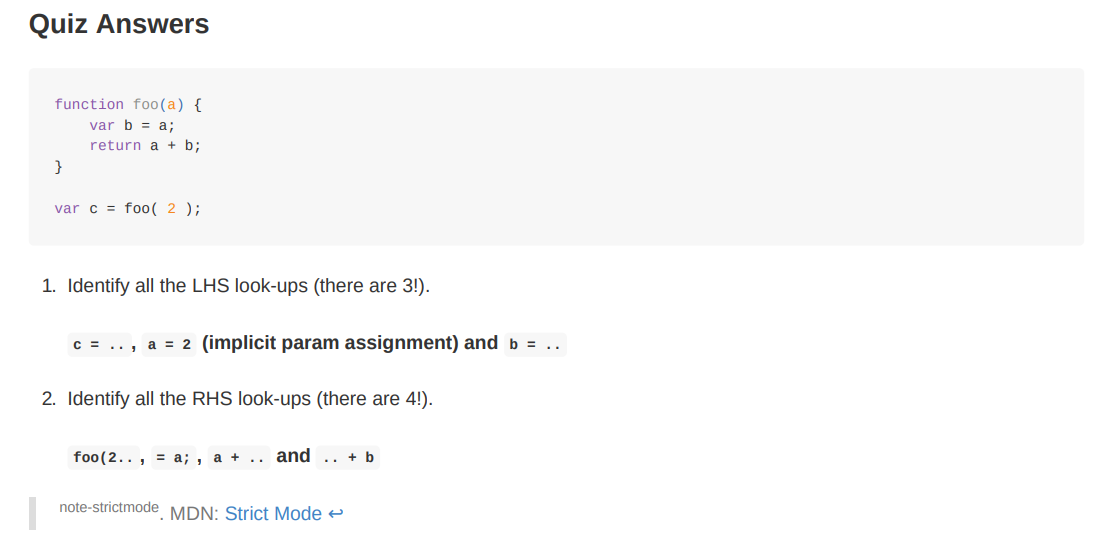 Quiz Answers
function foo(a) {
    var b = a;
    return a + b;
}
var c = foo( 2 );
1. Identify all the LHS look-ups (there are 3!).
c = .., a = 2 (implicit param assignment) and b = ..
2. Identify all the RHS look-ups (there are 4!).
foo(2.., = a;, a + .. and .. + b
note-strictmode. MDN: Strict Mode ↩